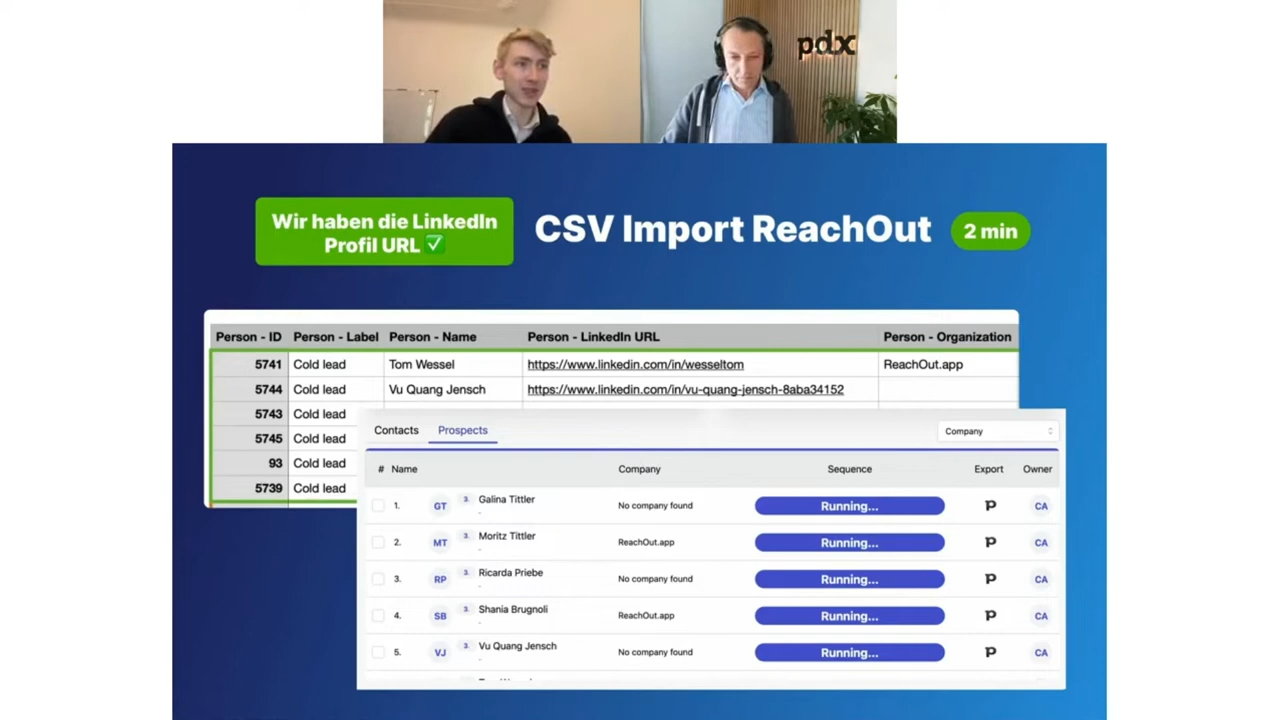 pdx
Wir haben die LinkedIn
Profil URL ✅
CSV Import ReachOut
2 min
Person - ID Person - Label Person - Name Person - LinkedIn URL Person - Organization
5741 Cold lead Tom Wessel https://www.linkedin.com/in/wesseltom ReachOut.app
5744 Cold lead Vu Quang Jensch https://www.linkedin.com/in/vu-quang-jensch-8aba34152
5743 Cold lead
5745 Cold lead
93 Cold lead
5739 Cold lead
Contacts Prospects Company
# Name Company Sequence Export Owner
1. GT 3. Galina Tittler No company found Running... CA
-
2. MT 3. Moritz Tittler ReachOut.app Running... CA
-
3. RP 3. Ricarda Priebe No company found Running... CA
-
4. SB 3. Shania Brugnoli ReachOut.app Running... CA
-
5. VJ 3. Vu Quang Jensch No company found Running... CA
-